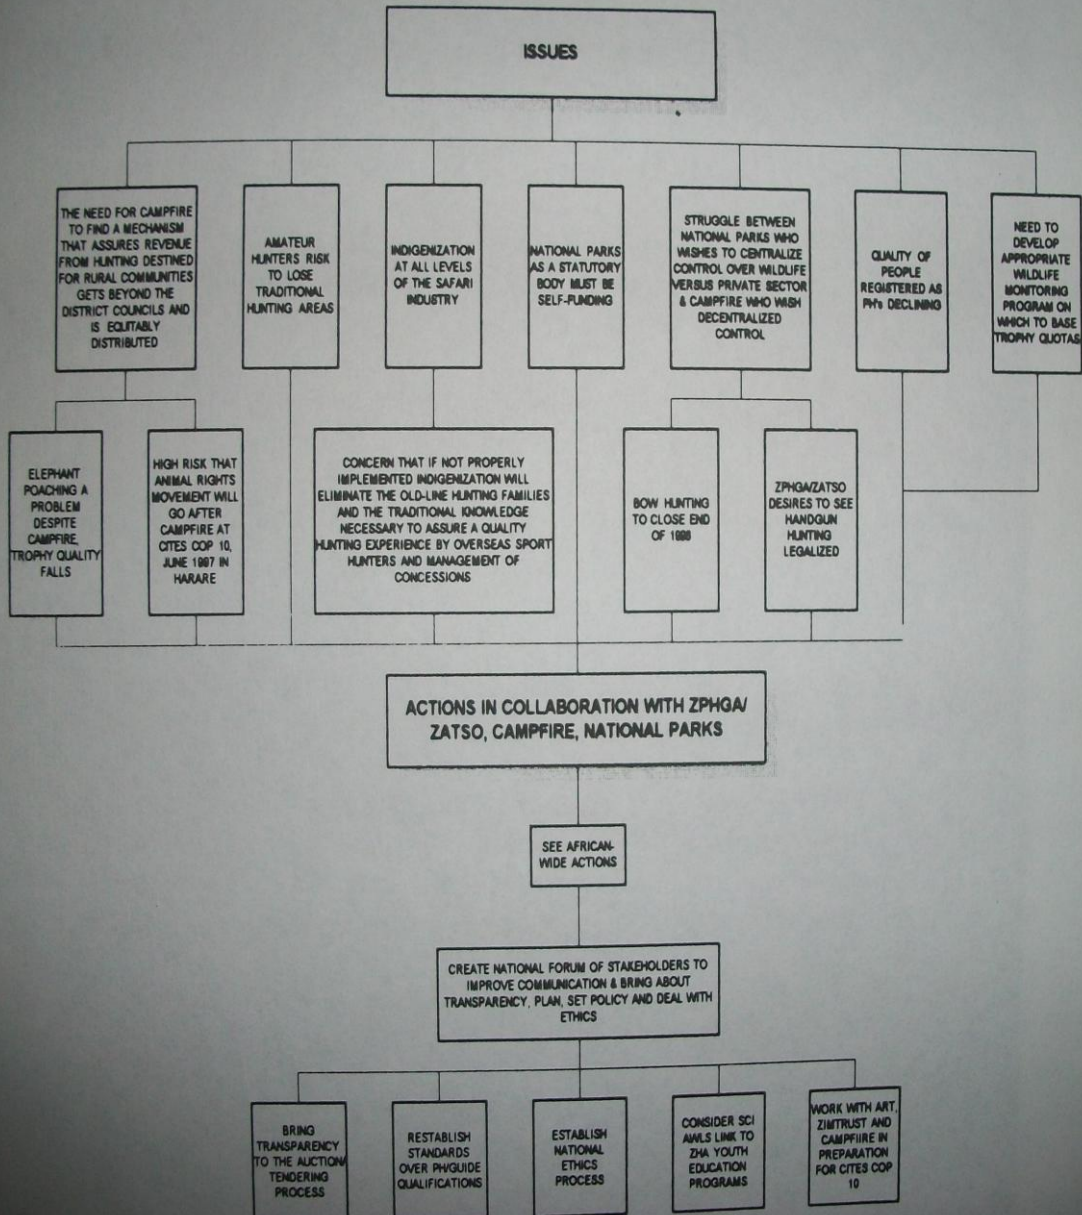 ISSUES
THE NEED FOR CAMPFIRE
TO FIND A MECHANISM
THAT ASSURES REVENUE
FROM HUNTING DESTINED
FOR RURAL COMMUNITIES
GETS BEYOND THE
DISTRICT COUNCILS AND
IS EQUITABLY
DISTRIBUTED
AMATEUR
HUNTERS RISK
TO LOSE
TRADITIONAL
HUNTING AREAS
INDIGENIZATION
AT ALL LEVELS
OF THE SAFARI
INDUSTRY
NATIONAL PARKS
AS A STATUTORY
BODY MUST BE
SELF-FUNDING
STRUGGLE BETWEEN
NATIONAL PARKS WHO
WISHES TO CENTRALIZE
CONTROL OVER WILDLIFE
VERSUS PRIVATE SECTOR
& CAMPFIRE WHO WISH
DECENTRALIZED
CONTROL
QUALITY OF
PEOPLE
REGISTERED AS
PH's DECLINING
NEED TO
DEVELOP
APPROPRIATE
WILDLIFE
MONITORING
PROGRAM ON
WHICH TO BASE
TROPHY QUOTAS
ELEPHANT
POACHING A
PROBLEM
DESPITE
CAMPFIRE,
TROPHY QUALITY
FALLS
HIGH RISK THAT
ANIMAL RIGHTS
MOVEMENT WILL
GO AFTER
CAMPFIRE AT
CITES COP 10,
JUNE 1997 IN
HARARE
CONCERN THAT IF NOT PROPERLY
IMPLEMENTED INDIGENIZATION WILL
ELIMINATE THE OLD-LINE HUNTING FAMILIES
AND THE TRADITIONAL KNOWLEDGE
NECESSARY TO ASSURE A QUALITY
HUNTING EXPERIENCE BY OVERSEAS SPORT
HUNTERS AND MANAGEMENT OF
CONCESSIONS
BOW HUNTING
TO CLOSE END
OF
ZPHGA/ZATSO
DESIRES TO SEE
HANDGUN
HUNTING
LEGALIZED
ACTIONS IN COLLABORATION WITH ZPHGA/
ZATSO, CAMPFIRE, NATIONAL PARKS
SEE AFRICAN-
WIDE ACTIONS
CREATE NATIONAL FORUM OF STAKEHOLDERS TO
IMPROVE COMMUNICATION & BRING ABOUT
TRANSPARENCY, PLAN, SET POLICY AND DEAL WITH
ETHICS
BRING
TRANSPARENCY
TO THE AUCTION/
TENDERING
PROCESS
RESTABLISH
STANDARDS
OVER PH/GUIDE
QUALIFICATIONS
ESTABLISH
NATIONAL
ETHICS
PROCESS
CONSIDER SCI
AWLS LINK TO
ZHA YOUTH
EDUCATION
PROGRAMS
WORK WITH ART,
ZIMTRUST AND
CAMPFIIRE IN
PREPARATION
FOR CITES COP
10